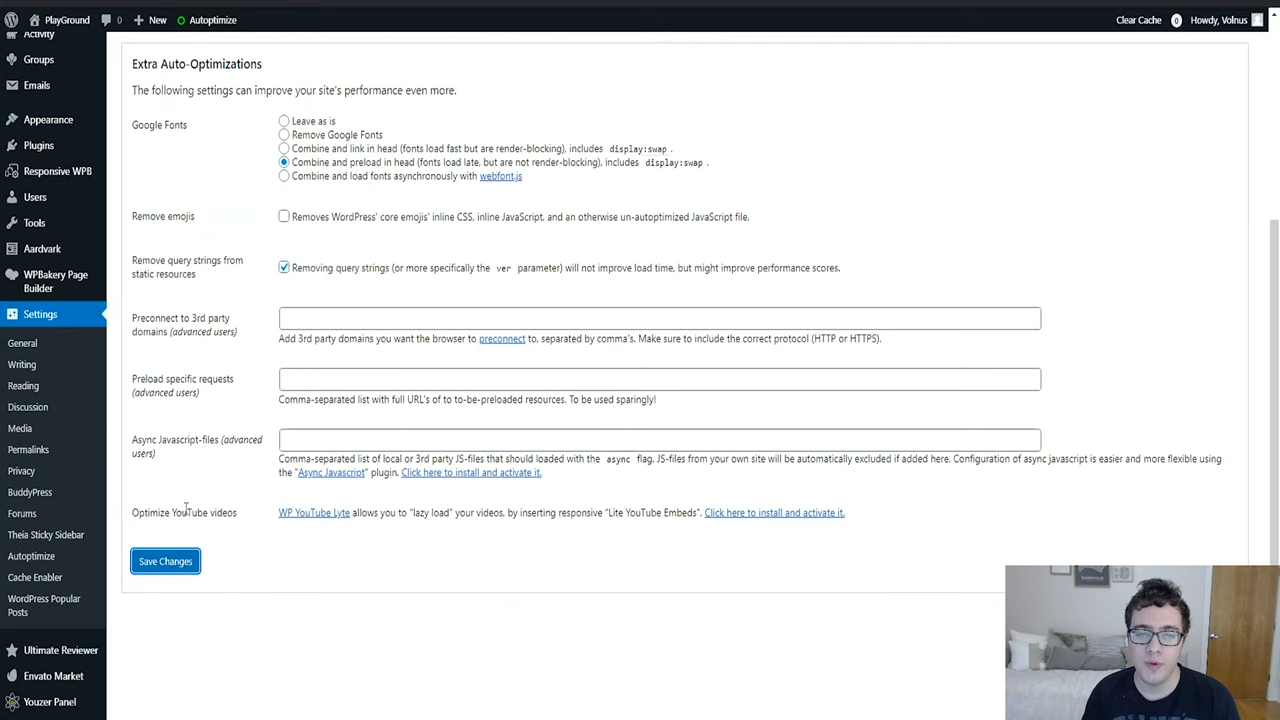 PlayGround 0 New Autoptimize Clear Cache 0 Howdy, Volnus
Activity
Groups
Emails
Appearance
Plugins
Responsive WPB
Users
Tools
Aardvark
WPBakery Page
Builder
Settings
General
Writing
Reading
Discussion
Media
Permalinks
Privacy
BuddyPress
Forums
Theia Sticky Sidebar
Autoptimize
Cache Enabler
WordPress Popular
Posts
Ultimate Reviewer
Envato Market
Youzer Panel
Extra Auto-Optimizations
The following settings can improve your site's performance even more.
Google Fonts
Leave as is
Remove Google Fonts
Combine and link in head (fonts load fast but are render-blocking), includes display:swap .
Combine and preload in head (fonts load late, but are not render-blocking), includes display:swap .
Combine and load fonts asynchronously with webfont.js
Remove emojis
Removes WordPress' core emojis' inline CSS, inline JavaScript, and an otherwise un-autoptimized JavaScript file.
Remove query strings from
static resources
Removing query strings (or more specifically the ver parameter) will not improve load time, but might improve performance scores.
Preconnect to 3rd party
domains (advanced users)
Add 3rd party domains you want the browser to preconnect to, separated by comma's. Make sure to include the correct protocol (HTTP or HTTPS).
Preload specific requests
(advanced users)
Comma-separated list with full URL's of to to-be-preloaded resources. To be used sparingly!
Async Javascript-files (advanced
users)
Comma-separated list of local or 3rd party JS-files that should loaded with the async flag. JS-files from your own site will be automatically excluded if added here. Configuration of async javascript is easier and more flexible using
the "Async Javascript" plugin. Click here to install and activate it.
Optimize YouTube videos
WP YouTube Lyte allows you to “lazy load” your videos, by inserting responsive “Lite YouTube Embeds”. Click here to install and activate it.
Save Changes